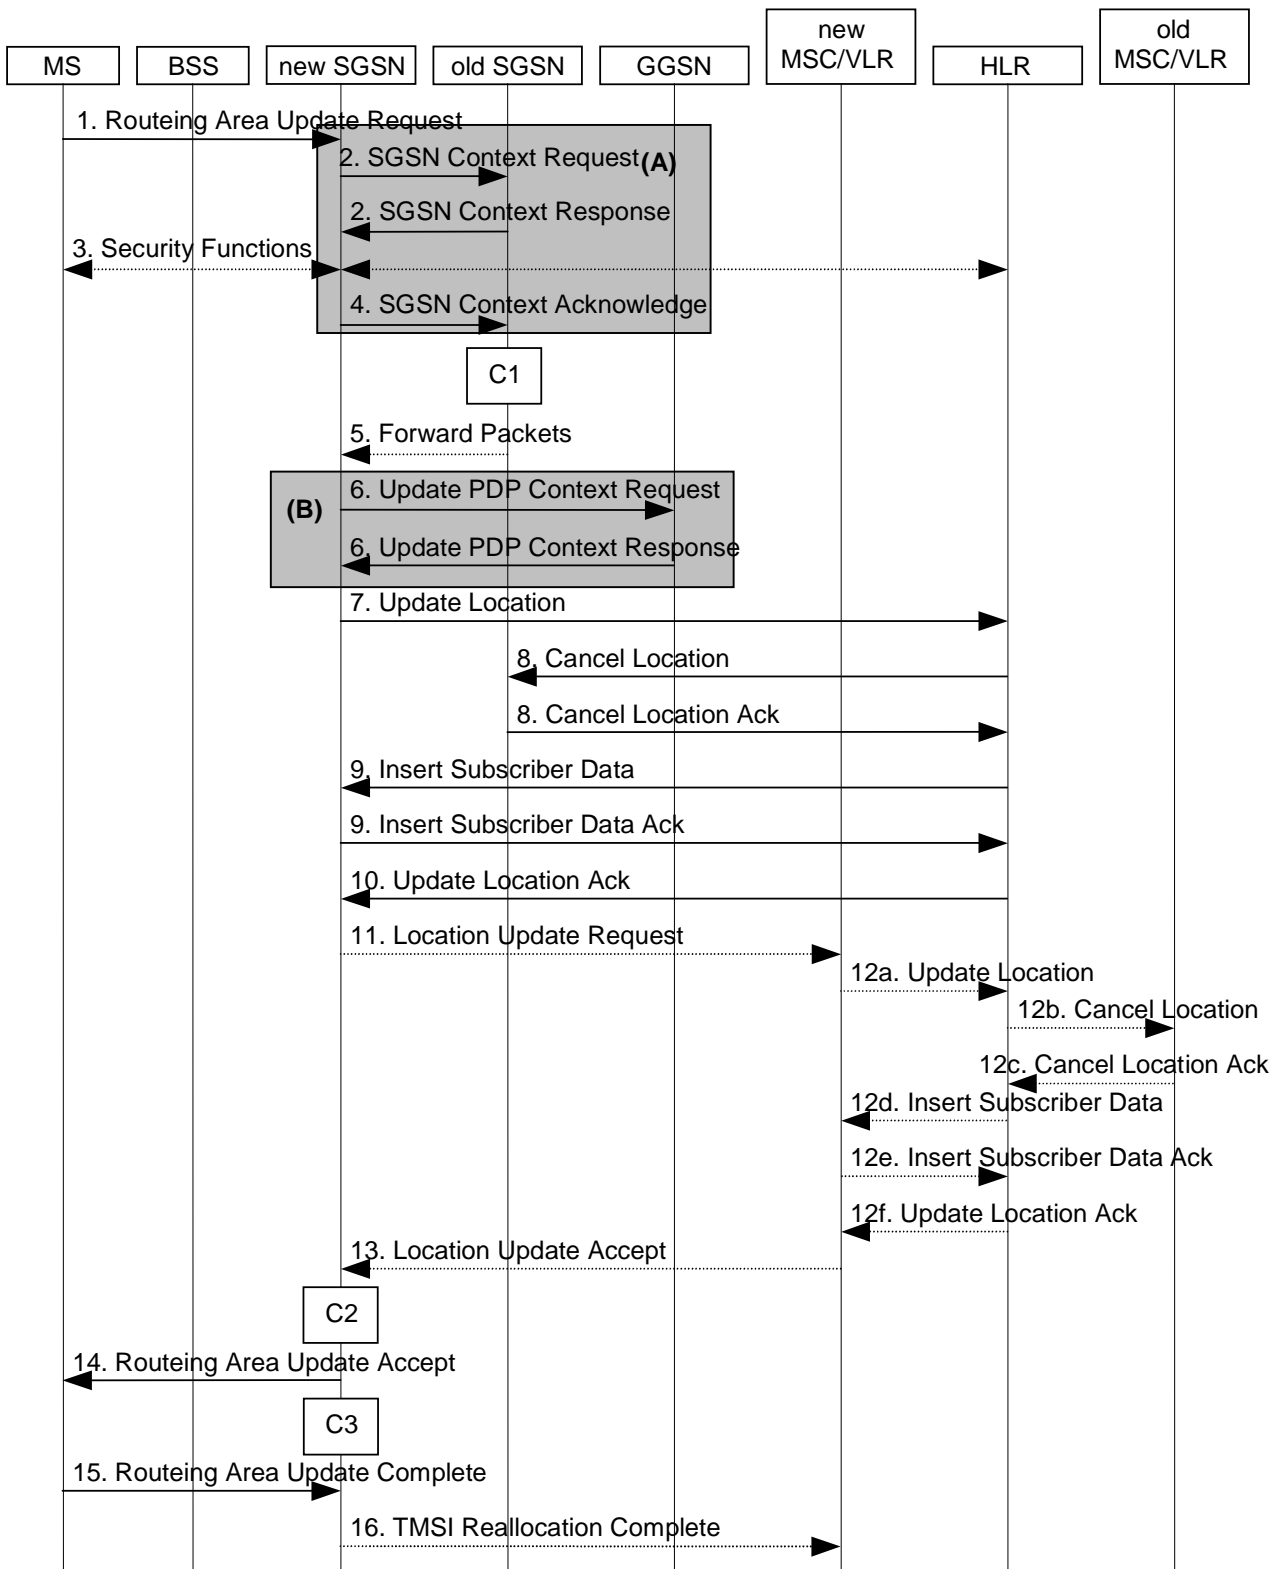 new
MSC/VLR
old
MSC/VLR
MS
BSS
new SGSN
old SGSN
GGSN
HLR
1. Routeing Area Update Request
2. SGSN Context Request
(A)
2. SGSN Context Response
3. Security Functions
4. SGSN Context Acknowledge
C1
5. Forward Packets
6. Update PDP Context Request
(B)
6. Update PDP Context Response
7. Update Location
8. Cancel Location
8. Cancel Location Ack
9. Insert Subscriber Data
9. Insert Subscriber Data Ack
10. Update Location Ack
11. Location Update Request
12a. Update Location
12b. Cancel Location
12c. Cancel Location Ack
12d. Insert Subscriber Data
12e. Insert Subscriber Data Ack
12f. Update Location Ack
13. Location Update Accept
C2
14. Routeing Area Update Accept
C3
15. Routeing Area Update Complete
16. TMSI Reallocation Complete